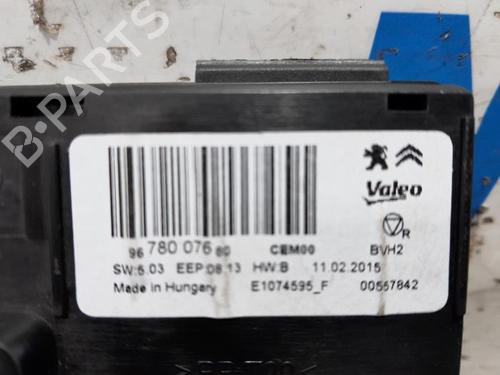 B-PARTS
Valeo
R
96 780 076 80 CEM00 BVH2
SW:5.03 EEP:08.13 HW:B 11.02.2015
Made in Hungary E1074595_F 00557842